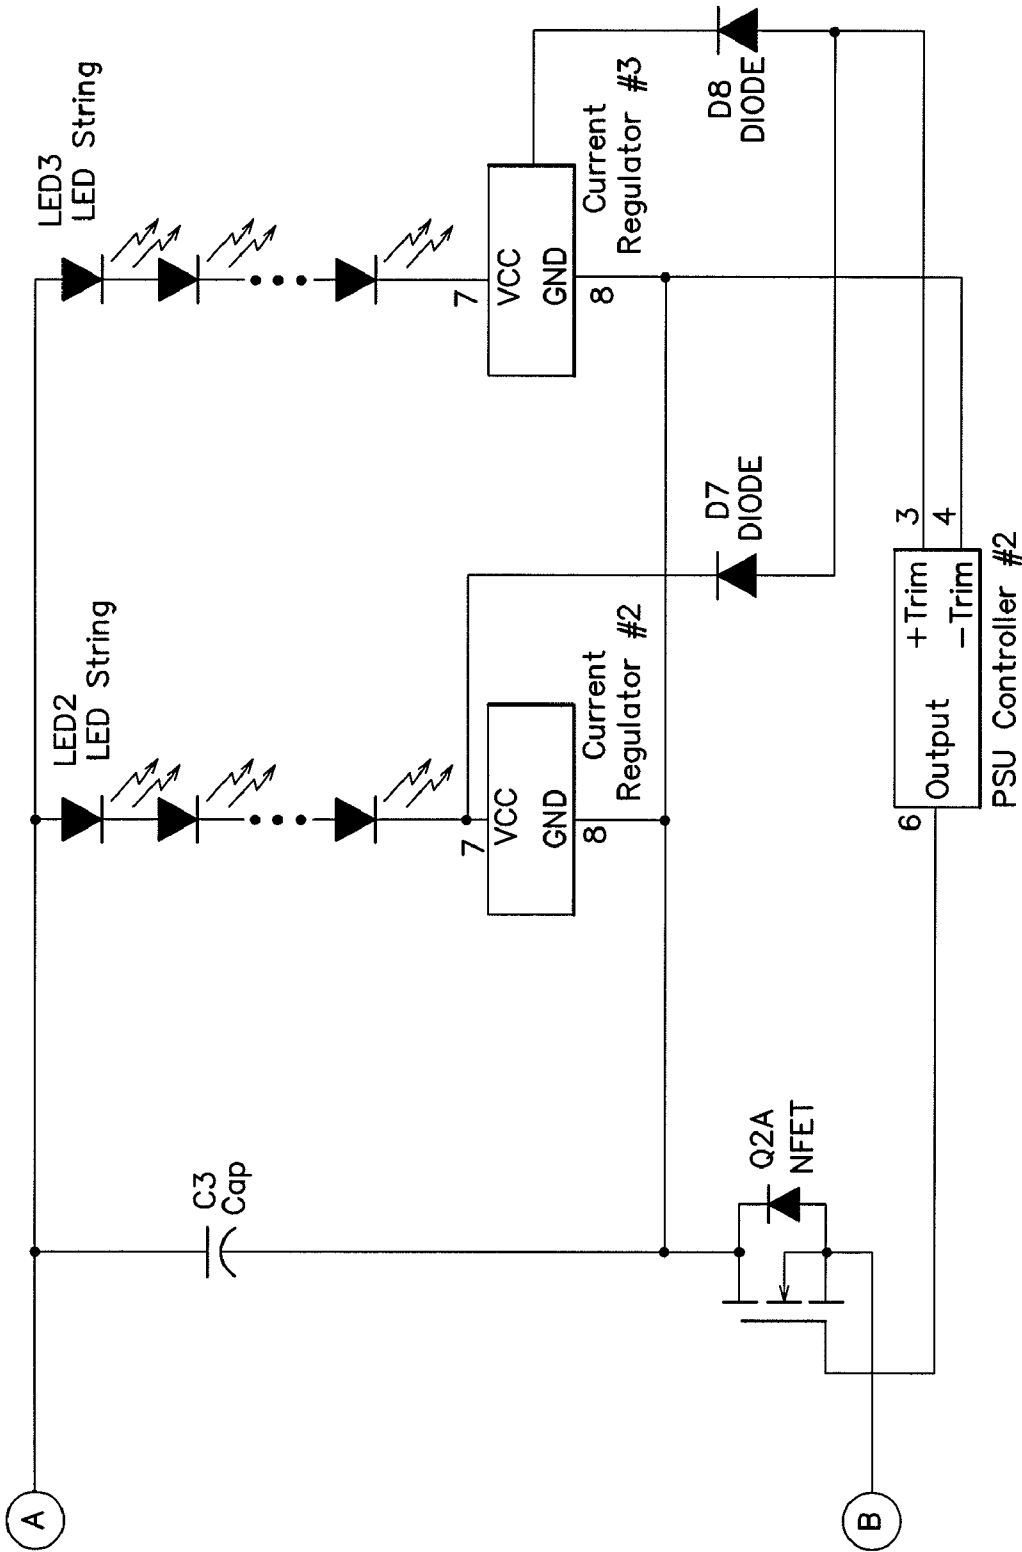 A
C3
Cap
LED2
LED String
LED3
LED String
7
VCC
GND
8
Current
Regulator #2
7
VCC
GND
8
Current
Regulator #3
Q2A
NFET
D7
DIODE
D8
DIODE
B
6
Output
+Trim
-Trim
3
4
PSU Controller #2